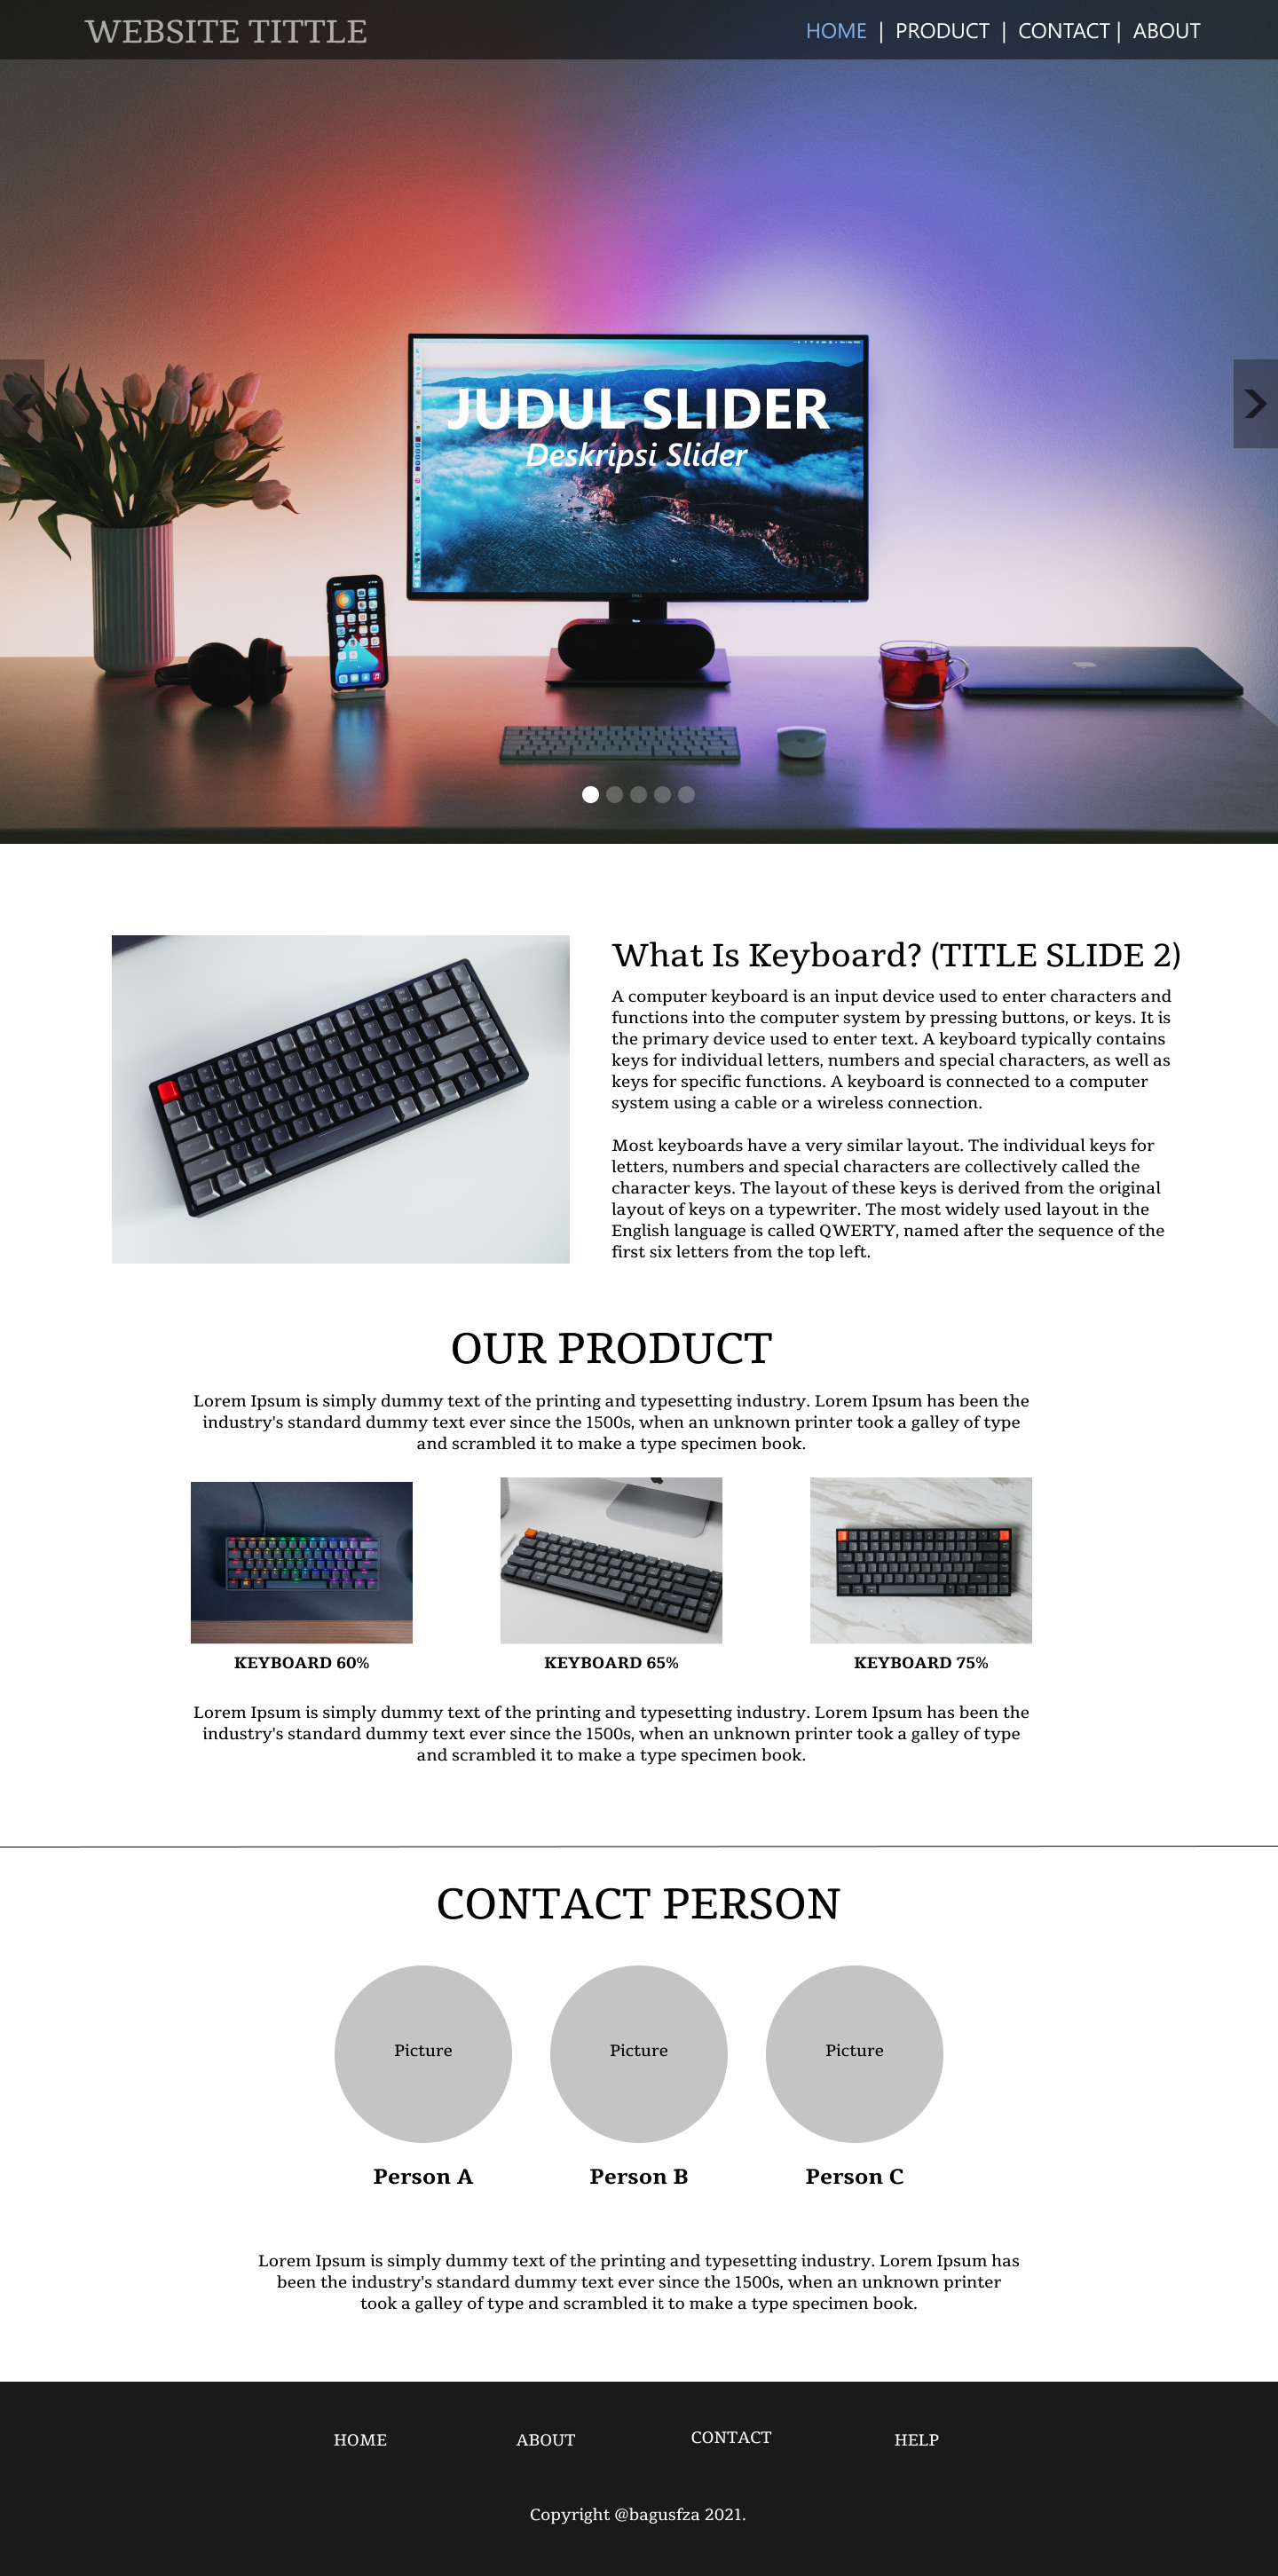 WEBSITE TITTLE
HOME | PRODUCT | CONTACT | ABOUT
JUDUL SLIDER
Deskripsi Slider
What Is Keyboard? (TITLE SLIDE 2)
A computer keyboard is an input device used to enter characters and
functions into the computer system by pressing buttons, or keys. It is
the primary device used to enter text. A keyboard typically contains
keys for individual letters, numbers and special characters, as well as
keys for specific functions. A keyboard is connected to a computer
system using a cable or a wireless connection.
Most keyboards have a very similar layout. The individual keys for
letters, numbers and special characters are collectively called the
character keys. The layout of these keys is derived from the original
layout of keys on a typewriter. The most widely used layout in the
English language is called QWERTY, named after the sequence of the
first six letters from the top left.
OUR PRODUCT
Lorem Ipsum is simply dummy text of the printing and typesetting industry. Lorem Ipsum has been the
industry's standard dummy text ever since the 1500s, when an unknown printer took a galley of type
and scrambled it to make a type specimen book.
KEYBOARD 60%
KEYBOARD 65%
KEYBOARD 75%
Lorem Ipsum is simply dummy text of the printing and typesetting industry. Lorem Ipsum has been the
industry's standard dummy text ever since the 1500s, when an unknown printer took a galley of type
and scrambled it to make a type specimen book.
CONTACT PERSON
Picture
Picture
Picture
Person A
Person B
Person C
Lorem Ipsum is simply dummy text of the printing and typesetting industry. Lorem Ipsum has
been the industry's standard dummy text ever since the 1500s, when an unknown printer
took a galley of type and scrambled it to make a type specimen book.
HOME
ABOUT
CONTACT
HELP
Copyright @bagusfza 2021.